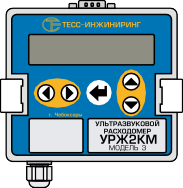 ТЕСС-ИНЖИНИРИНГ
г. Чебоксары
УЛЬТРАЗВУКОВОЙ
РАСХОДОМЕР
УРЖ2КМ
МОДЕЛЬ 3